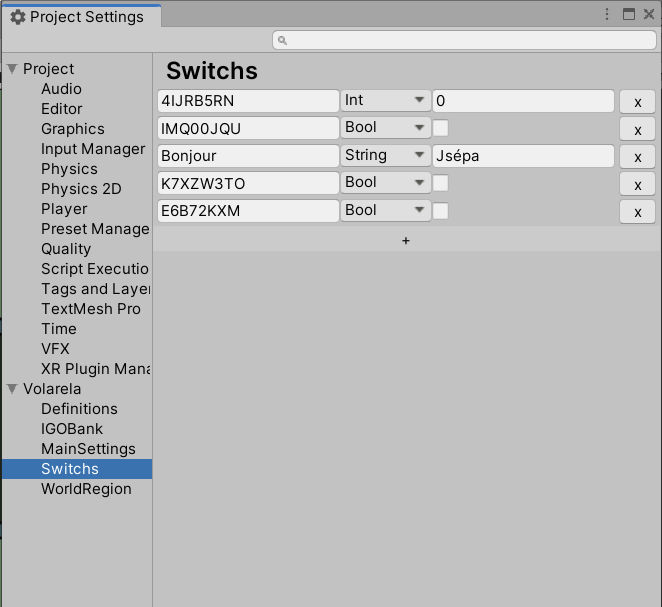 Project Settings
Project
Audio
Editor
Graphics
Input Manager
Physics
Physics 2D
Player
Preset Manage
Quality
Script Executio
Tags and Layer
TextMesh Pro
Time
VFX
XR Plugin Mana
Volarela
Definitions
IGOBank
MainSettings
Switchs
WorldRegion
Switchs
4IJRB5RN Int 0 x
IMQ00JQU Bool x
Bonjour String Jsépa x
K7XZW3TO Bool x
E6B72KXM Bool x
+